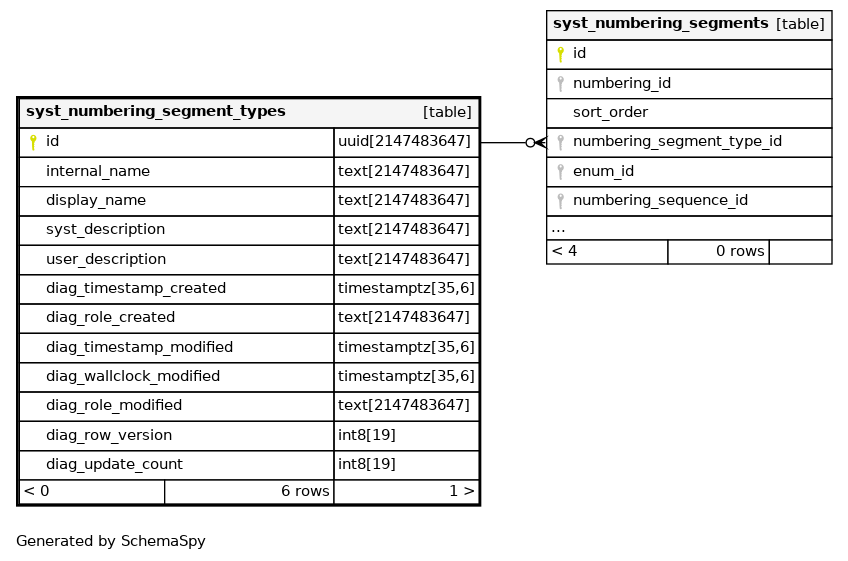 syst_numbering_segments [table]
id
numbering_id
sort_order
numbering_segment_type_id
enum_id
numbering_sequence_id
...
< 4 0 rows
syst_numbering_segment_types [table]
id uuid[2147483647]
internal_name text[2147483647]
display_name text[2147483647]
syst_description text[2147483647]
user_description text[2147483647]
diag_timestamp_created timestamptz[35,6]
diag_role_created text[2147483647]
diag_timestamp_modified timestamptz[35,6]
diag_wallclock_modified timestamptz[35,6]
diag_role_modified text[2147483647]
diag_row_version int8[19]
diag_update_count int8[19]
< 0 6 rows 1 >
Generated by SchemaSpy